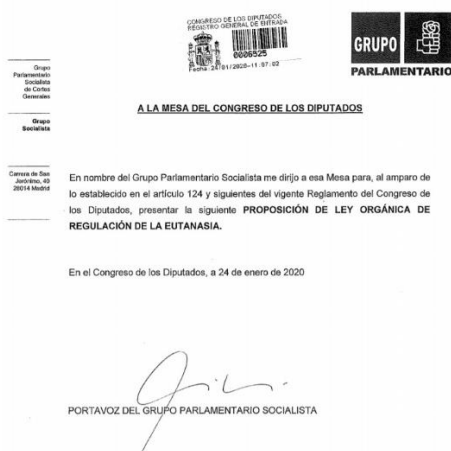 CONGRESO DE LOS DIPUTADOS
REGISTRO GENERAL DE ENTRADA
0006525
Fecha: 24/01/2020-11:07:02
GRUPO
PARLAMENTARIO
Grupo
Parlamentario
Socialista
de Cortes
Generales
Grupo
Socialista
Carrera de San
Jerónimo, 40
28014 Madrid
A LA MESA DEL CONGRESO DE LOS DIPUTADOS
En nombre del Grupo Parlamentario Socialista me dirijo a esa Mesa para, al amparo de
lo establecido en el artículo 124 y siguientes del vigente Reglamento del Congreso de
los Diputados, presentar la siguiente PROPOSICIÓN DE LEY ORGÁNICA DE
REGULACIÓN DE LA EUTANASIA.
En el Congreso de los Diputados, a 24 de enero de 2020
PORTAVOZ DEL GRUPO PARLAMENTARIO SOCIALISTA